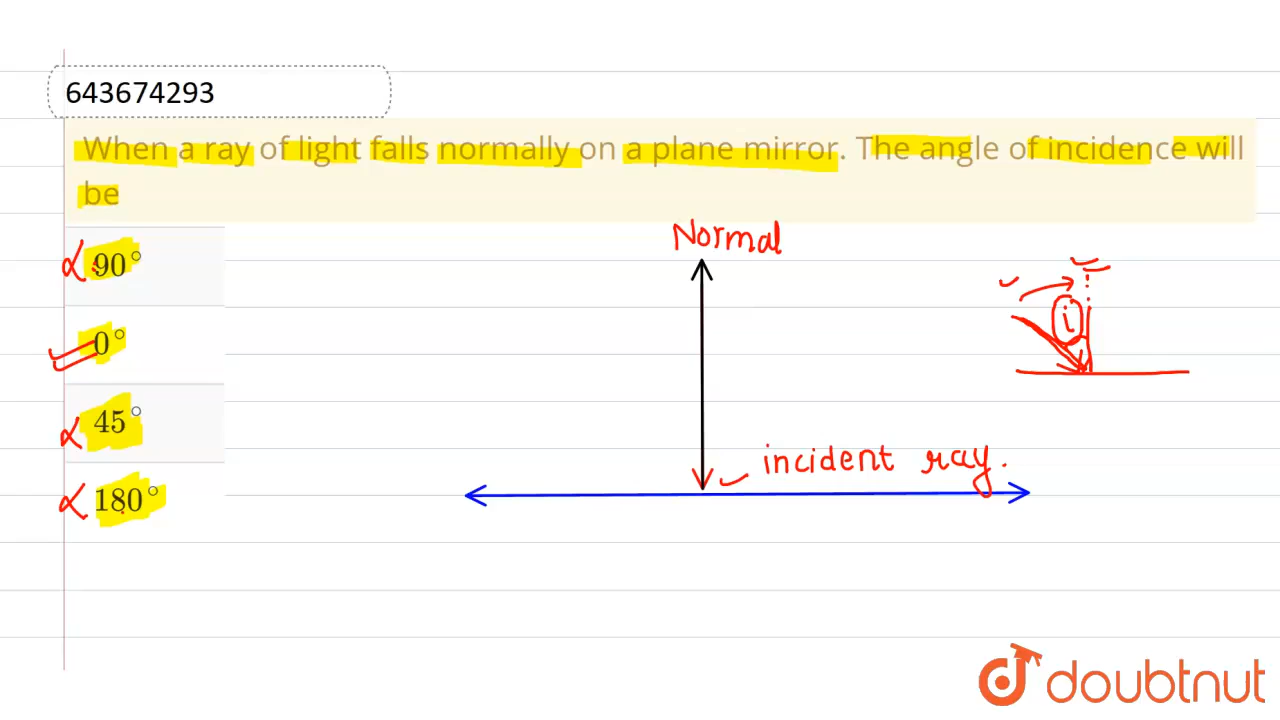 643674293
When a ray of light falls normally on a plane mirror. The angle of incidence will
be
90°
0°
45°
180°
Normal
i
incident ray.
doubtnut